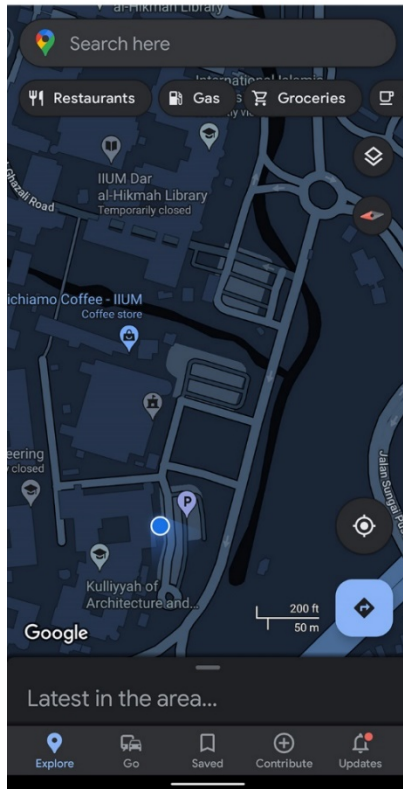 al-Hikmah Library
Search here
International Islamic
Restaurants
Gas
Groceries
IIUM Dar
al-Hikmah Library
Temporarily closed
Ghazali Road
ichiamo Coffee - IIUM
Coffee store
eering
y closed
Jalan Sungai Pus
P
Kulliyyah of
Architecture and...
200 ft
50 m
Google
Latest in the area...
Explore
Go
Saved
Contribute
Updates